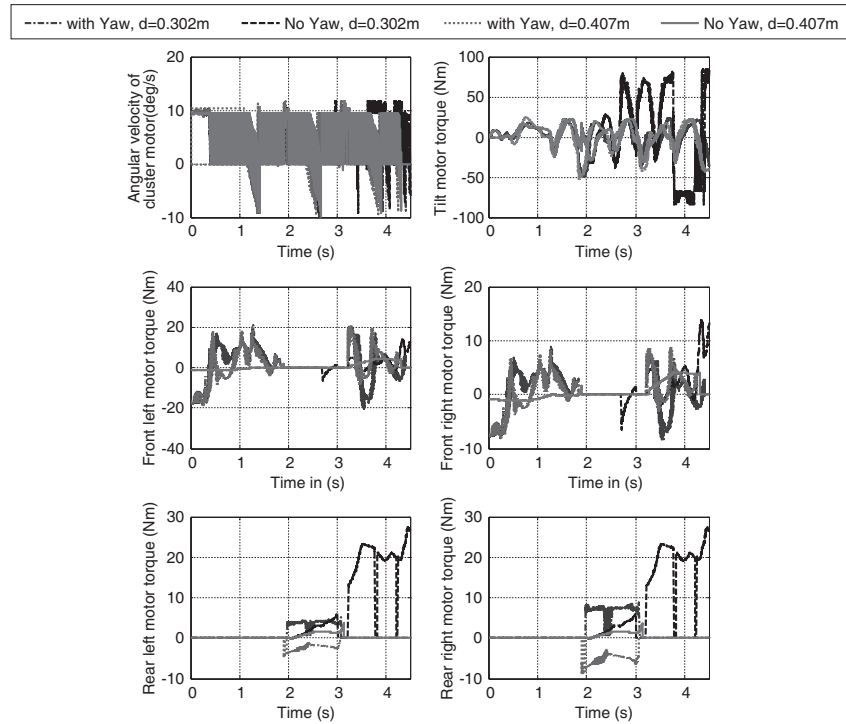 with Yaw, d=0.302m No Yaw, d=0.302m with Yaw, d=0.407m No Yaw, d=0.407m
Angular velocity of
cluster motor(deg/s)
20
10
0
-10
0 1 2 3 4
Time (s)
Tilt motor torque (Nm)
100
50
0
-50
-100
0 1 2 3 4
Time (s)
Front left motor torque (Nm)
40
20
0
-20
-40
0 1 2 3 4
Time in (s)
Front right motor torque (Nm)
20
10
0
-10
0 1 2 3 4
Time in (s)
Rear left motor torque (Nm)
30
20
10
0
-10
0 1 2 3 4
Time (s)
Rear right motor torque (Nm)
30
20
10
0
-10
0 1 2 3 4
Time (s)